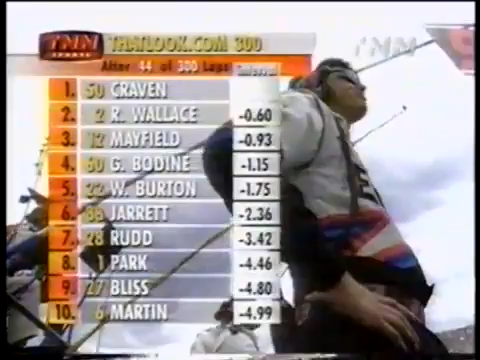 TNN THATLOOK.COM 300
SPORTS
After 44 of 300 Laps Interval
1. 50 CRAVEN
2. 2 R. WALLACE -0.60
3. 12 MAYFIELD -0.93
4. 60 G. BODINE -1.15
5. 22 W. BURTON -1.75
6. 88 JARRETT -2.36
7. 28 RUDD -3.42
8. 1 PARK -4.46
9. 27 BLISS -4.80
10. 6 MARTIN -4.99
TNN